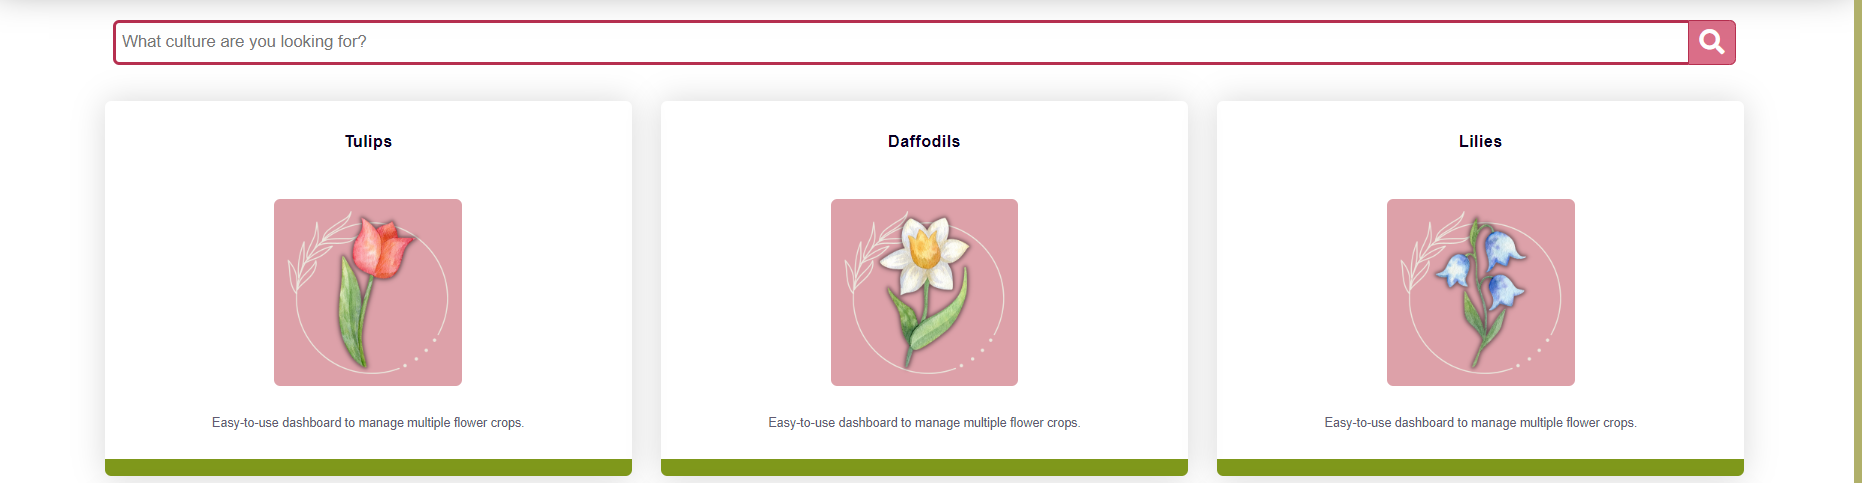 What culture are you looking for?
Tulips
Daffodils
Lilies
Easy-to-use dashboard to manage multiple flower crops.
Easy-to-use dashboard to manage multiple flower crops.
Easy-to-use dashboard to manage multiple flower crops.